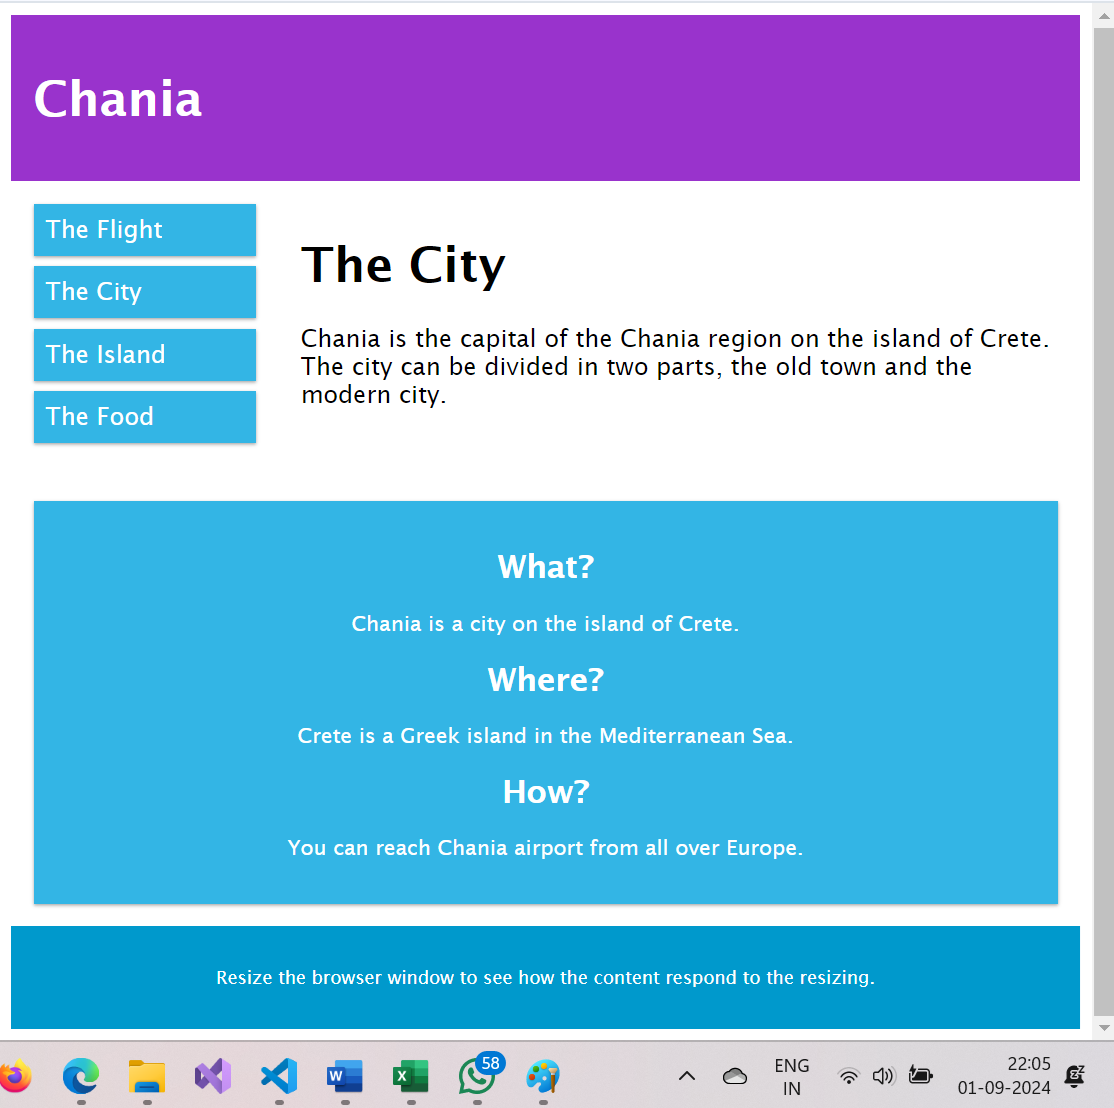 Chania
The Flight
The City
The Island
The Food
The City
Chania is the capital of the Chania region on the island of Crete.
The city can be divided in two parts, the old town and the
modern city.
What?
Chania is a city on the island of Crete.
Where?
Crete is a Greek island in the Mediterranean Sea.
How?
You can reach Chania airport from all over Europe.
Resize the browser window to see how the content respond to the resizing.
W
X
58
ENG
IN
22:05
01-09-2024